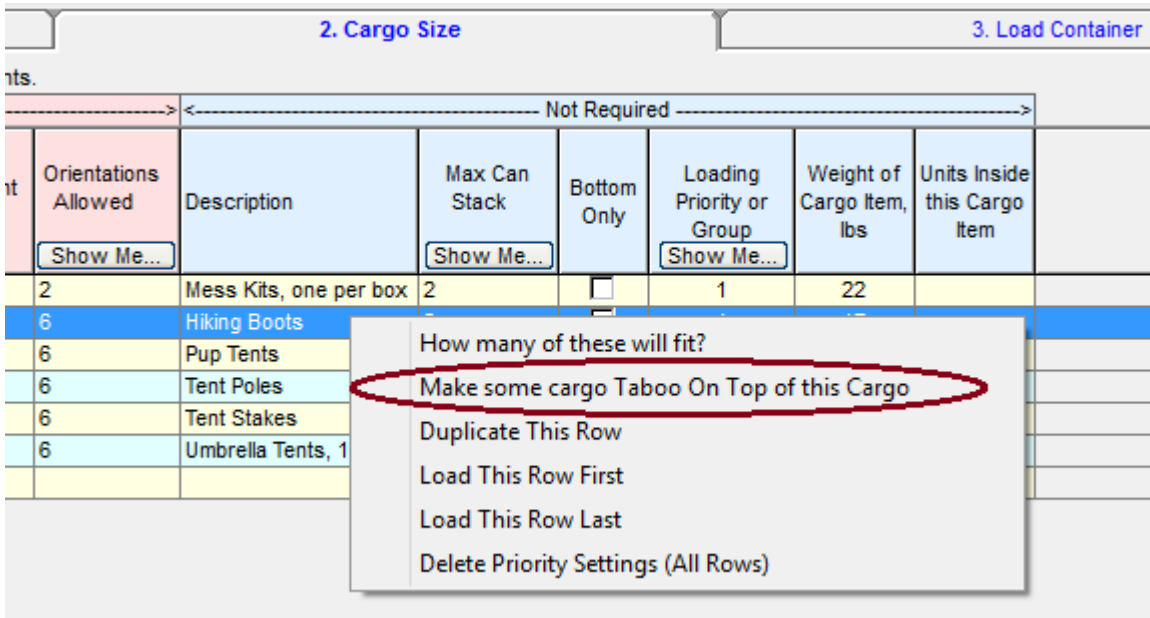 2. Cargo Size
3. Load Container
nts.
-------------------> <------------------------------------------ Not Required ------------------------------------------>
nt
Orientations
Allowed
Show Me...
Description
Max Can
Stack
Show Me...
Bottom
Only
Loading
Priority or
Group
Show Me...
Weight of
Cargo Item,
lbs
Units Inside
this Cargo
Item
2 Mess Kits, one per box 2 1 22
6 Hiking Boots
6 Pup Tents
6 Tent Poles
6 Tent Stakes
6 Umbrella Tents, 1
How many of these will fit?
Make some cargo Taboo On Top of this Cargo
Duplicate This Row
Load This Row First
Load This Row Last
Delete Priority Settings (All Rows)